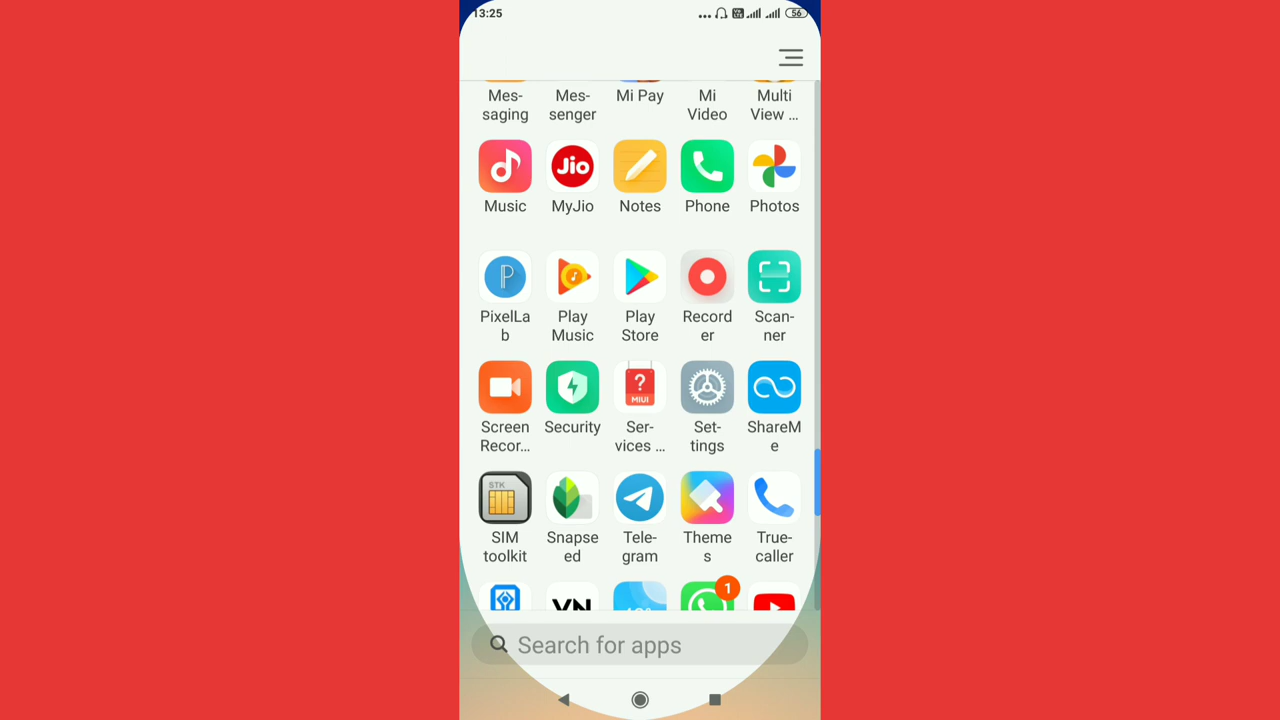 13:25
56
Mes- Mes- Mi Pay Mi Multi
saging senger Video View ...
Jio
Music MyJio Notes Phone Photos
P
PixelLa Play Play Record Scan-
b Music Store er ner
?
MIUI
Screen Security Ser- Set- ShareM
Recor... vices ... tings e
STK
SIM Snapse Tele- Theme True-
toolkit ed gram s caller
1
VN
Search for apps